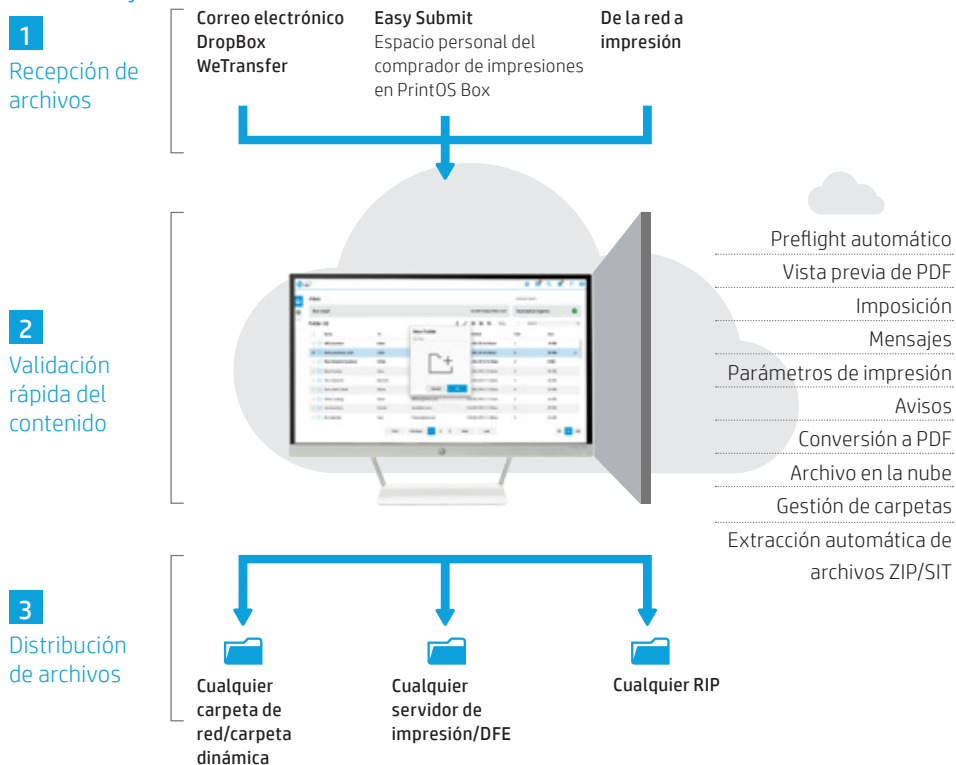 1
Recepción de
archivos
Correo electrónico
DropBox
WeTransfer
Easy Submit
Espacio personal del
comprador de impresiones
en PrintOS Box
De la red a
impresión
2
Validación
rápida del
contenido
New Folder
Preflight automático
Vista previa de PDF
Imposición
Mensajes
Parámetros de impresión
Avisos
Conversión a PDF
Archivo en la nube
Gestión de carpetas
Extracción automática de
archivos ZIP/SIT
3
Distribución
de archivos
Cualquier
carpeta de
red/carpeta
dinámica
Cualquier
servidor de
impresión/DFE
Cualquier RIP